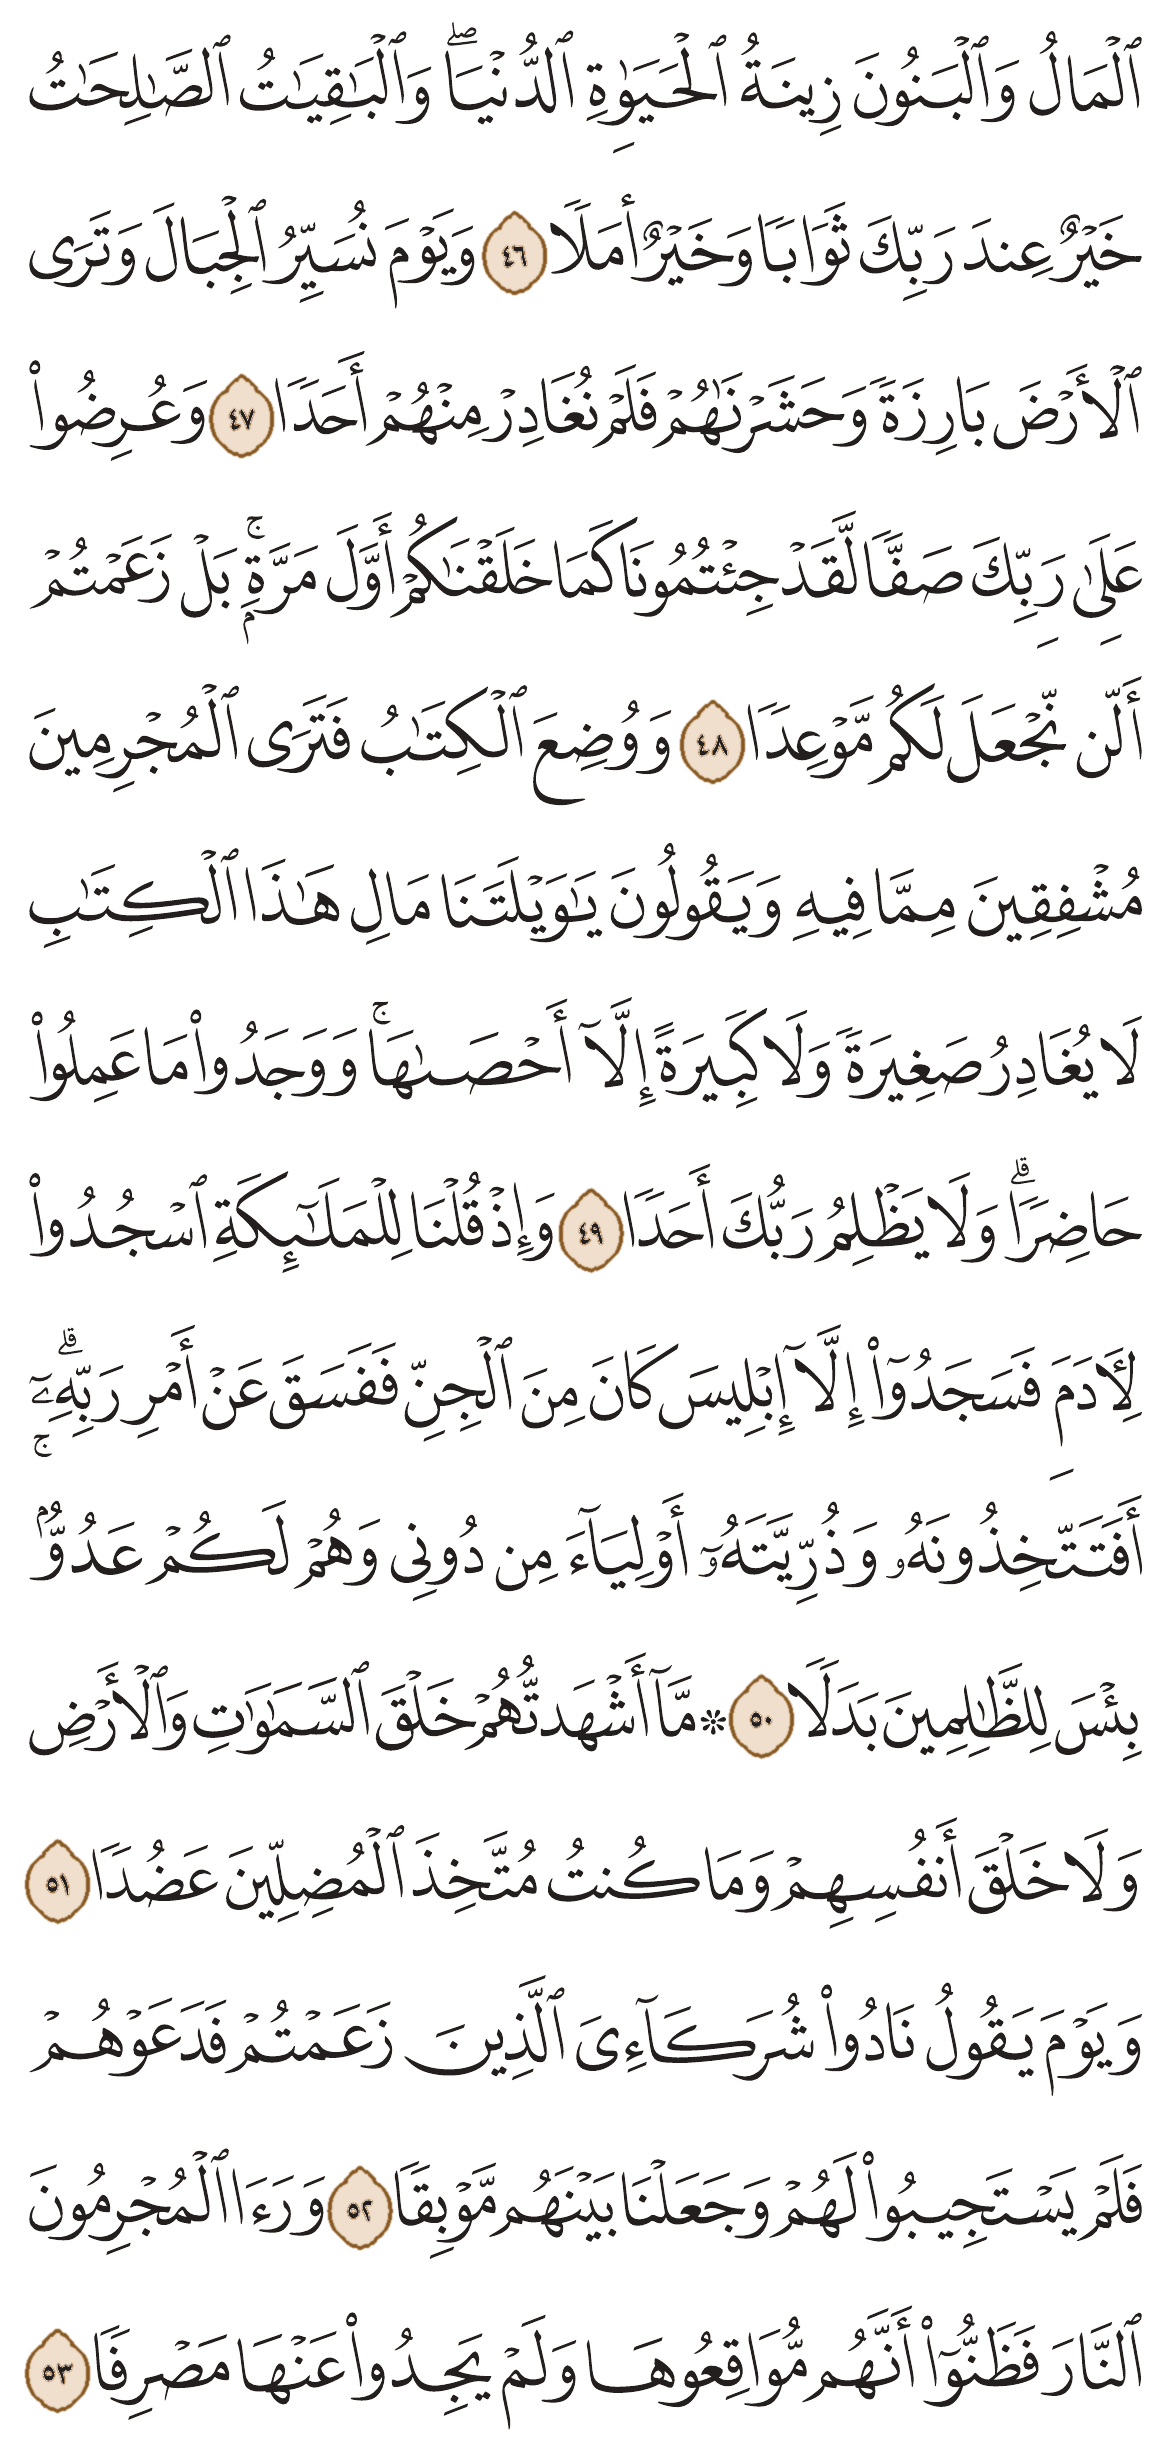 ٱلۡمَالُ وَٱلۡبَنُونَ زِينَةُ ٱلۡحَيَوٰةِ ٱلدُّنۡيَاۖ وَٱلۡبَٰقِيَٰتُ ٱلصَّٰلِحَٰتُ
خَيۡرٌ عِندَ رَبِّكَ ثَوَابٗا وَخَيۡرٌ أَمَلٗا ٤٦ وَيَوۡمَ نُسَيِّرُ ٱلۡجِبَالَ وَتَرَى
ٱلۡأَرۡضَ بَارِزَةٗ وَحَشَرۡنَٰهُمۡ فَلَمۡ نُغَادِرۡ مِنۡهُمۡ أَحَدٗا ٤٧ وَعُرِضُواْ
عَلَىٰ رَبِّكَ صَفّٗا لَّقَدۡ جِئۡتُمُونَا كَمَا خَلَقۡنَٰكُمۡ أَوَّلَ مَرَّةِۭۚ بَلۡ زَعَمۡتُمۡ
أَلَّن نَّجۡعَلَ لَكُم مَّوۡعِدٗا ٤٨ وَوُضِعَ ٱلۡكِتَٰبُ فَتَرَى ٱلۡمُجۡرِمِينَ
مُشۡفِقِينَ مِمَّا فِيهِ وَيَقُولُونَ يَٰوَيۡلَتَنَا مَالِ هَٰذَا ٱلۡكِتَٰبِ
لَا يُغَادِرُ صَغِيرَةٗ وَلَا كَبِيرَةً إِلَّآ أَحۡصَىٰهَاۚ وَوَجَدُواْ مَا عَمِلُواْ
حَاضِرٗاۗ وَلَا يَظۡلِمُ رَبُّكَ أَحَدٗا ٤٩ وَإِذۡ قُلۡنَا لِلۡمَلَٰٓئِكَةِ ٱسۡجُدُواْ
لِأٓدَمَ فَسَجَدُوٓاْ إِلَّآ إِبۡلِيسَ كَانَ مِنَ ٱلۡجِنِّ فَفَسَقَ عَنۡ أَمۡرِ رَبِّهِۦٓۗ ۚ
أَفَتَتَّخِذُونَهُۥ وَذُرِّيَّتَهُۥٓ أَوۡلِيَآءَ مِن دُونِي وَهُمۡ لَكُمۡ عَدُوُّۢ
بِئۡسَ لِلظَّٰلِمِينَ بَدَلٗا ٥٠ ۞ مَّآ أَشۡهَدتُّهُمۡ خَلۡقَ ٱلسَّمَٰوَٰتِ وَٱلۡأَرۡضِ
وَلَا خَلۡقَ أَنفُسِهِمۡ وَمَا كُنتُ مُتَّخِذَ ٱلۡمُضِلِّينَ عَضُدٗا ٥١
وَيَوۡمَ يَقُولُ نَادُواْ شُرَكَآءِيَ ٱلَّذِينَ زَعَمۡتُمۡ فَدَعَوۡهُمۡ
فَلَمۡ يَسۡتَجِيبُواْ لَهُمۡ وَجَعَلۡنَا بَيۡنَهُم مَّوۡبِقٗا ٥٢ وَرَءَا ٱلۡمُجۡرِمُونَ
ٱلنَّارَ فَظَنُّوٓاْ أَنَّهُم مُّوَاقِعُوهَا وَلَمۡ يَجِدُواْ عَنۡهَا مَصۡرِفٗا ٥٣